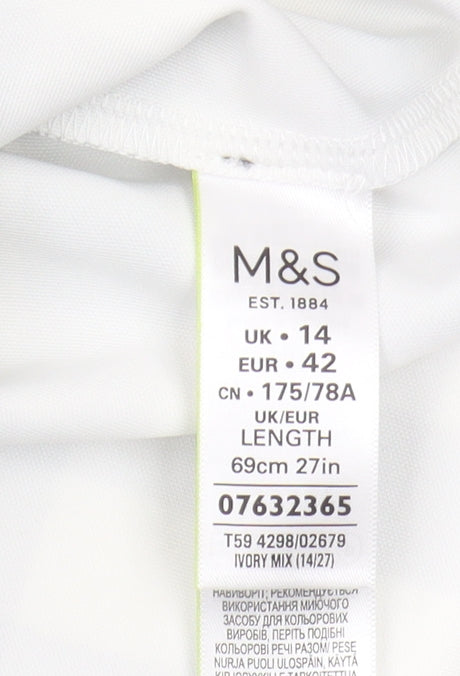 M&S
EST. 1884
UK • 14
EUR • 42
CN • 175/78A
UK/EUR
LENGTH
69cm 27in
07632365
T59 4298/02679
IVORY MIX (14/27)
НАВИВОРІТ; РЕКОМЕНДУЄТЬСЯ
ВИКОРИСТАННЯ МИЮЧОГО
ЗАСОБУ ДЛЯ КОЛЬОРОВИХ
ВИРОБІВ, ПЕРІТЬ ПОДІБНІ
КОЛЬОРОВІ РЕЧІ РАЗОМ/ PESE
NURJA PUOLI ULOSPÄIN, KÄYTÄ